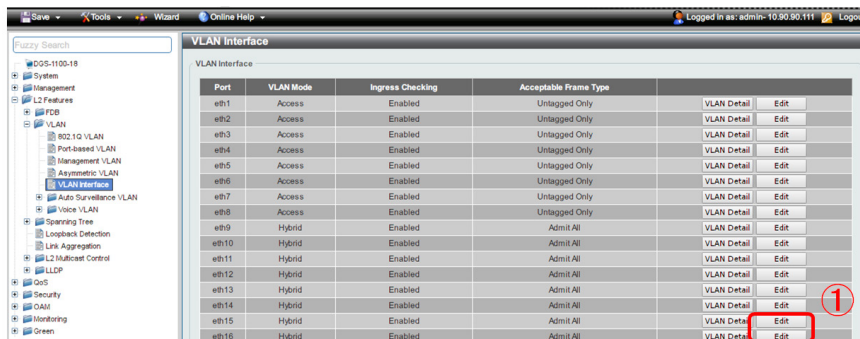 Save Tools Wizard Online Help Logged in as: admin- 10.90.90.111 Logou
Fuzzy Search
DGS-1100-18
System
Management
L2 Features
FDB
VLAN
802.1Q VLAN
Port-based VLAN
Management VLAN
Asymmetric VLAN
VLAN Interface
Auto Surveillance VLAN
Voice VLAN
Spanning Tree
Loopback Detection
Link Aggregation
L2 Multicast Control
LLDP
QoS
Security
OAM
Monitoring
Green
VLAN Interface
VLAN Interface
Port VLAN Mode Ingress Checking Acceptable Frame Type
eth1 Access Enabled Untagged Only VLAN Detail Edit
eth2 Access Enabled Untagged Only VLAN Detail Edit
eth3 Access Enabled Untagged Only VLAN Detail Edit
eth4 Access Enabled Untagged Only VLAN Detail Edit
eth5 Access Enabled Untagged Only VLAN Detail Edit
eth6 Access Enabled Untagged Only VLAN Detail Edit
eth7 Access Enabled Untagged Only VLAN Detail Edit
eth8 Access Enabled Untagged Only VLAN Detail Edit
eth9 Hybrid Enabled Admit All VLAN Detail Edit
eth10 Hybrid Enabled Admit All VLAN Detail Edit
eth11 Hybrid Enabled Admit All VLAN Detail Edit
eth12 Hybrid Enabled Admit All VLAN Detail Edit
eth13 Hybrid Enabled Admit All VLAN Detail Edit
eth14 Hybrid Enabled Admit All VLAN Detail Edit
①
eth15 Hybrid Enabled Admit All VLAN Detail Edit
eth16 Hybrid Enabled Admit All VLAN Detail Edit